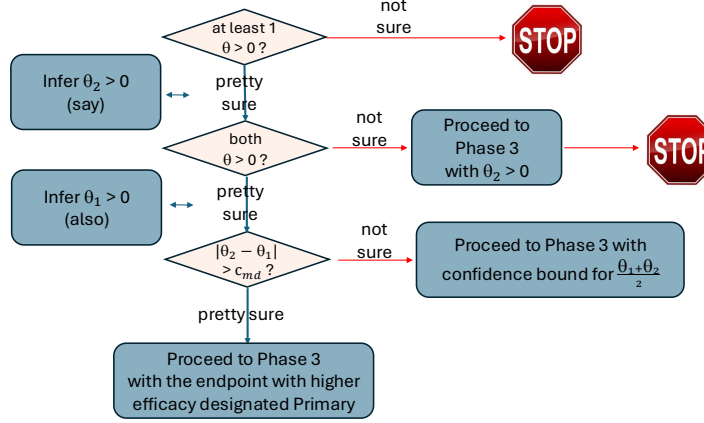 at least 1
θ > 0 ?
not
sure
STOP
Infer θ₂ > 0
(say)
pretty
sure
both
θ > 0 ?
not
sure
Proceed to
Phase 3
with θ₂ > 0
STOP
Infer θ₁ > 0
(also)
pretty
sure
|θ₂ − θ₁|
> c_md ?
not
sure
Proceed to Phase 3 with
confidence bound for (θ₁+θ₂)/2
pretty sure
Proceed to Phase 3
with the endpoint with higher
efficacy designated Primary